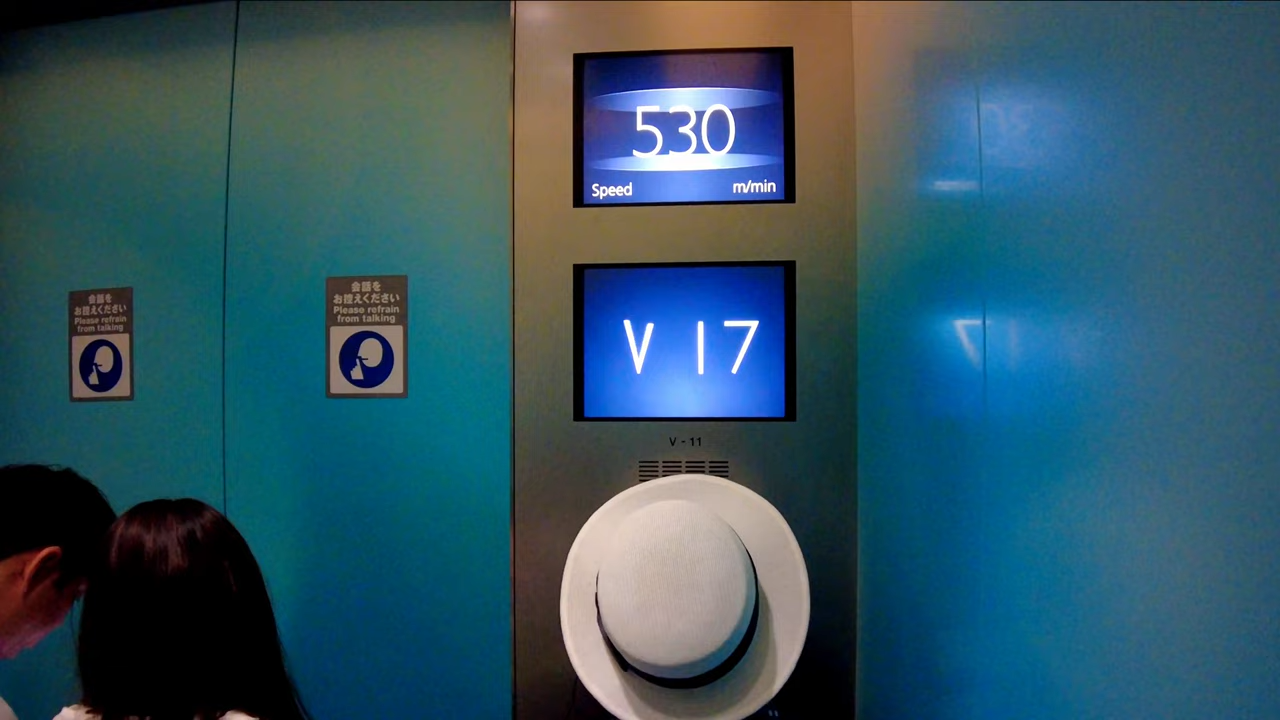 530
Speed m/min
V 17
V - 11
会話を
お控えください
Please refrain
from talking
会話を
お控えください
Please refrain
from talking